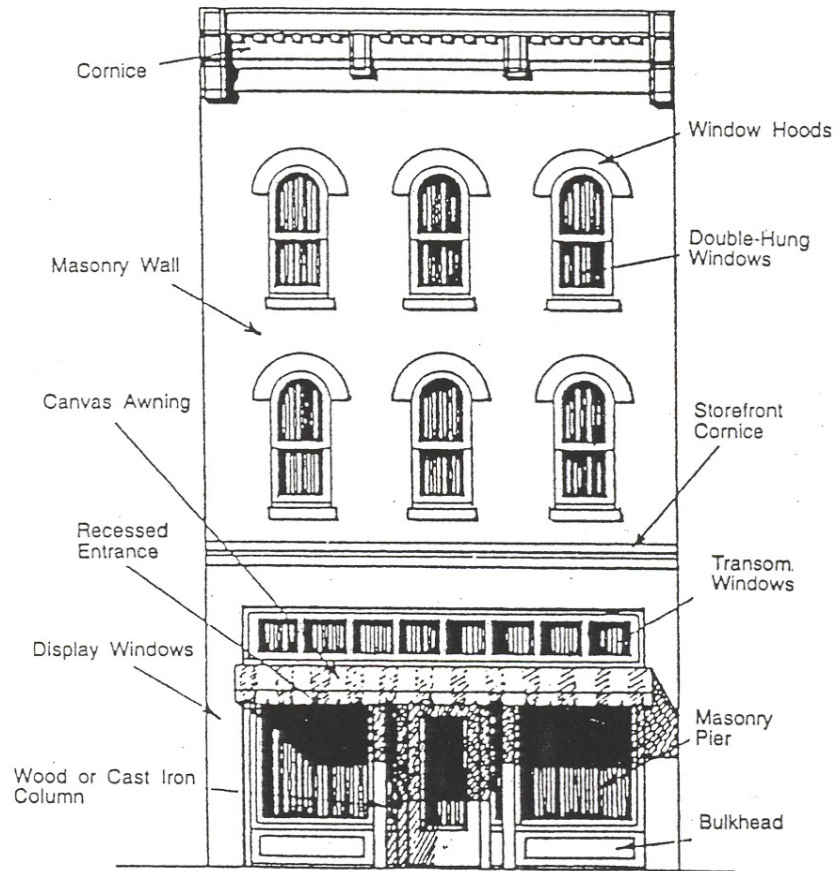 Cornice
Window Hoods
Double-Hung
Windows
Masonry Wall
Canvas Awning
Storefront
Cornice
Recessed
Entrance
Transom.
Windows
Display Windows
Masonry
Pier
Wood or Cast Iron
Column
Bulkhead